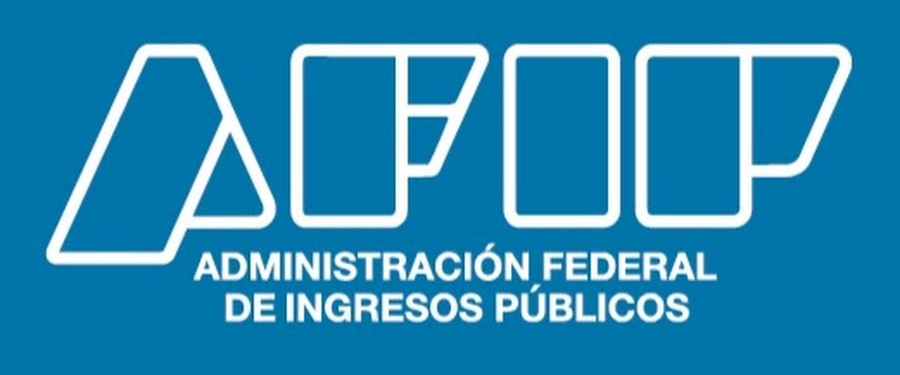 AFIP
ADMINISTRACIÓN FEDERAL
DE INGRESOS PÚBLICOS